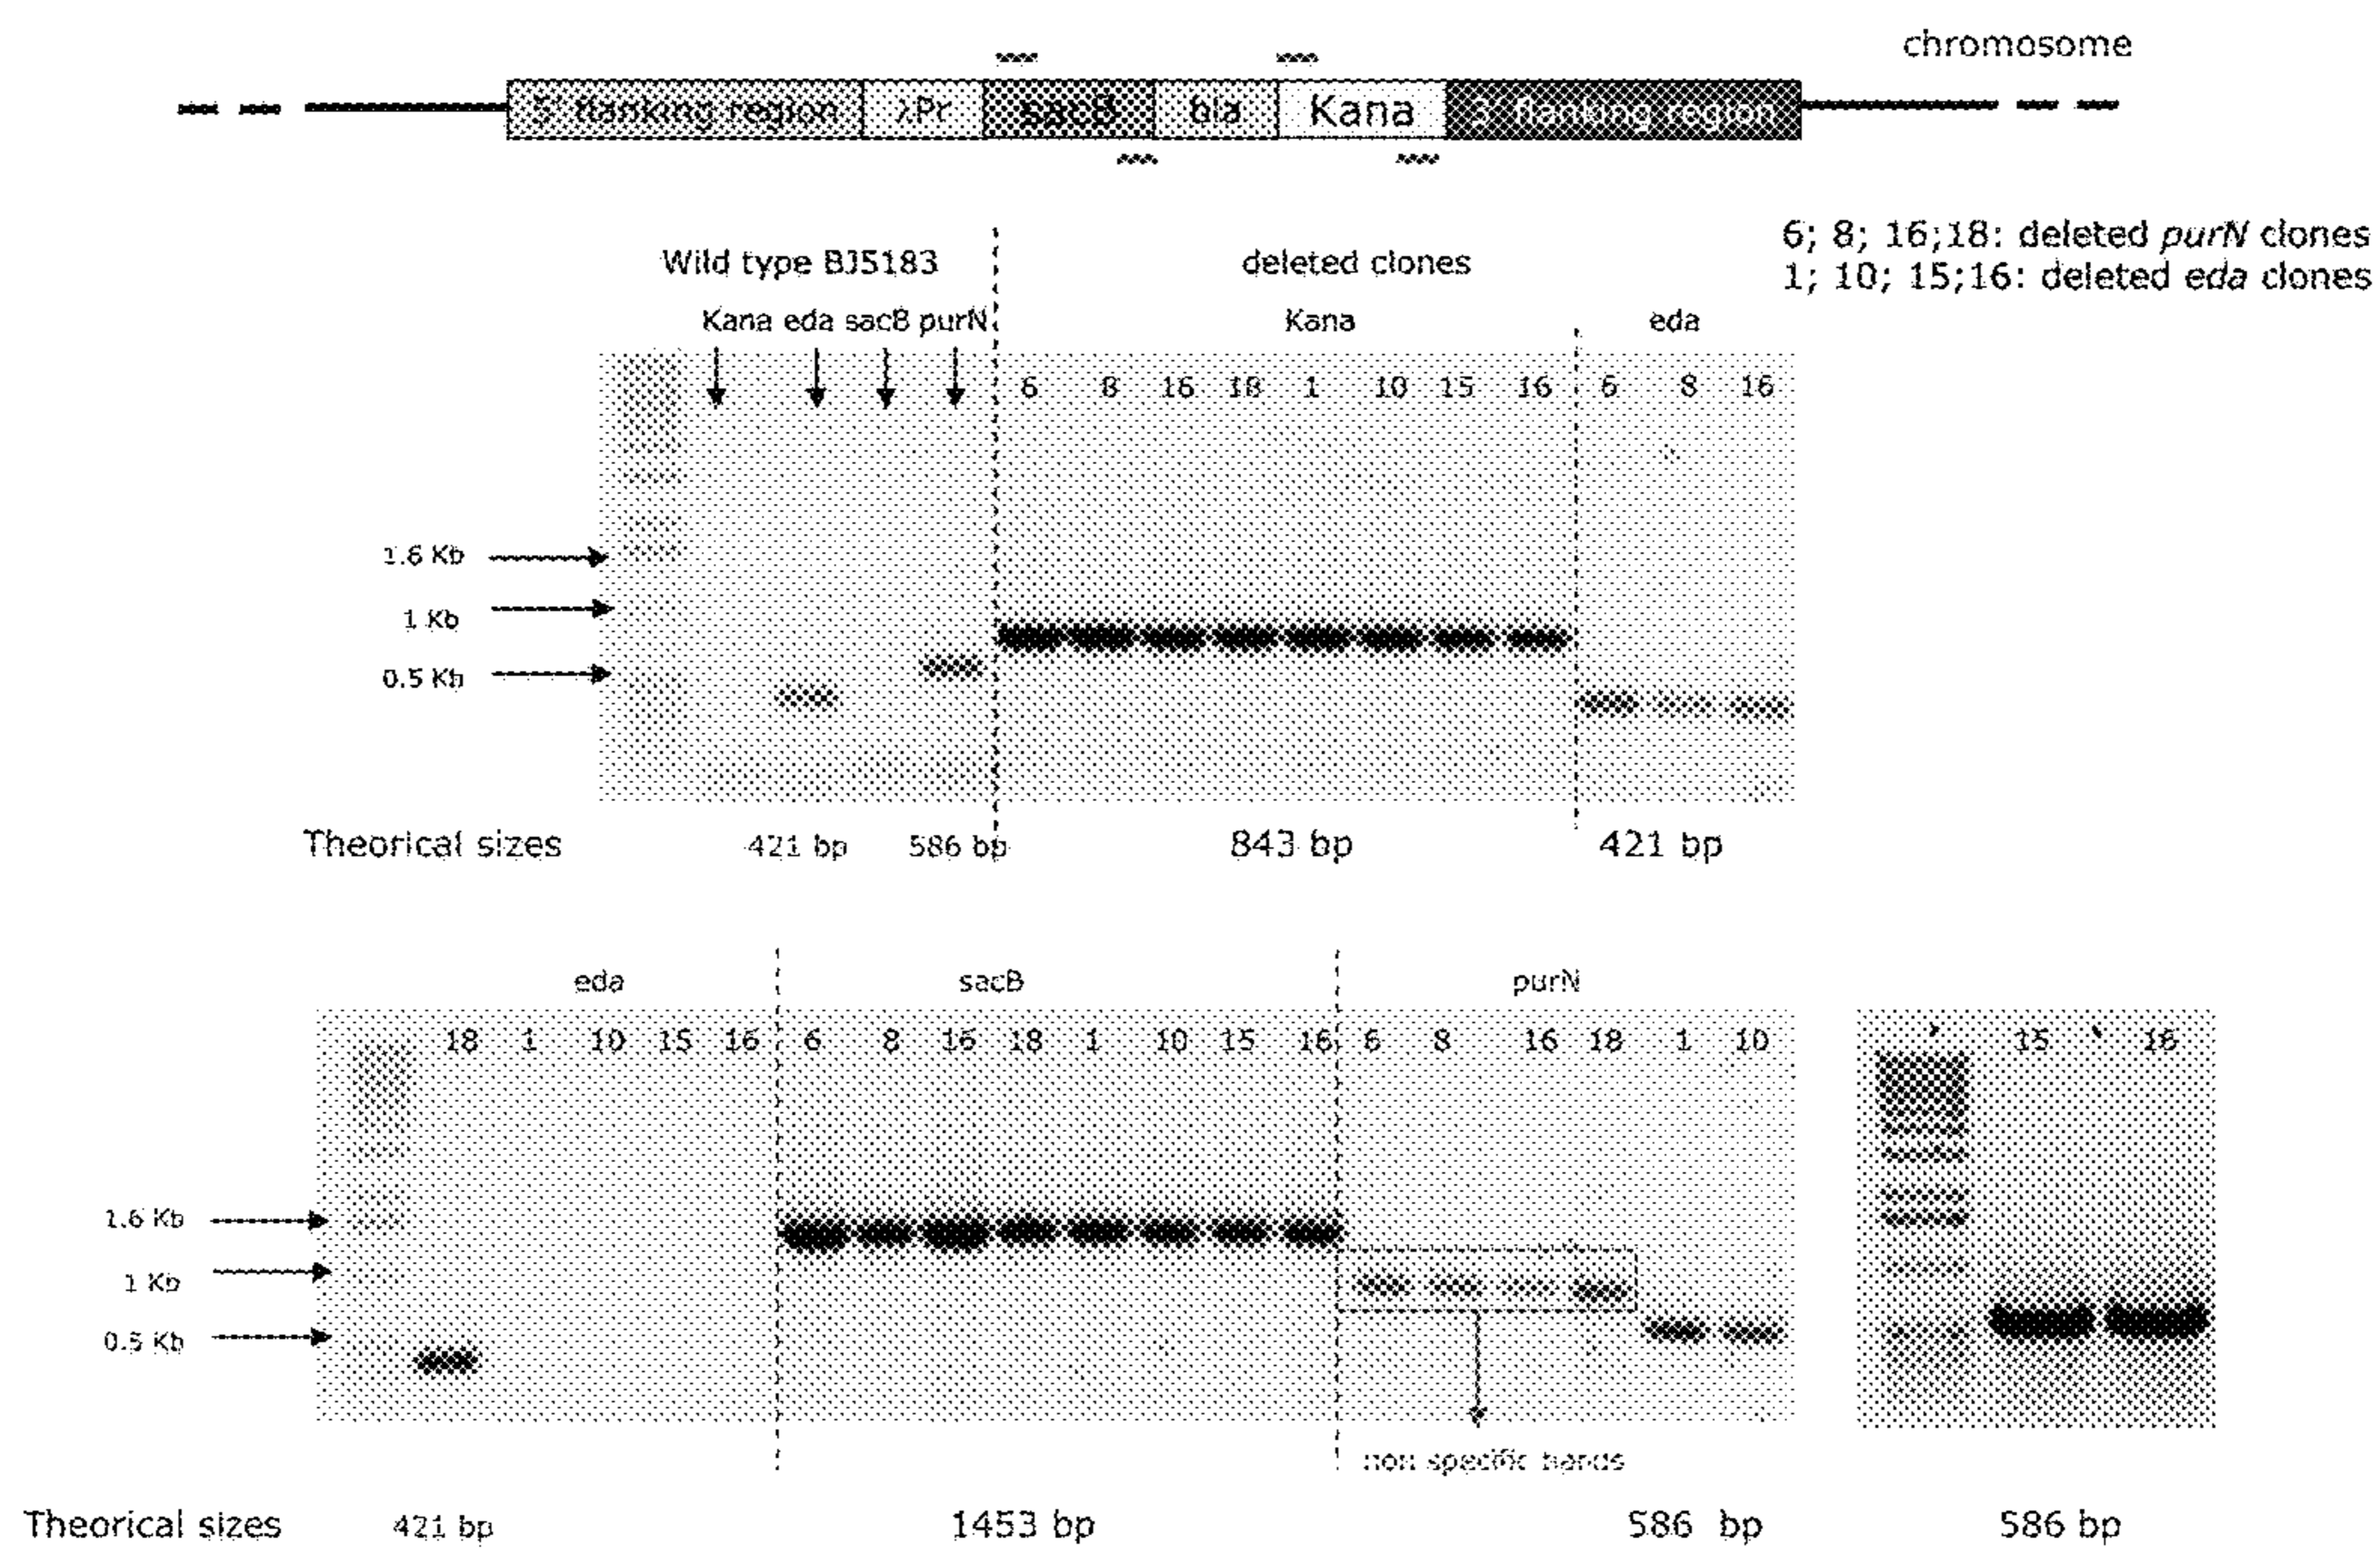 chromosome
5' flanking region λPr sacB bla Kana 3' flanking region
6; 8; 16;18: deleted purN clones
1; 10; 15;16: deleted eda clones
Wild type BJ5183 deleted clones
Kana eda sacB purN Kana eda
6 8 16 18 1 10 15 16 6 8 16
1.6 Kb
1 Kb
0.5 Kb
Theorical sizes 421 bp 586 bp 843 bp 421 bp
eda sacB purN
18 1 10 15 16 6 8 16 18 1 10 15 16 6 8 16 18 1 10 15 16
1.6 Kb
1 Kb
0.5 Kb
non specific bands
Theorical sizes 421 bp 1453 bp 586 bp 586 bp